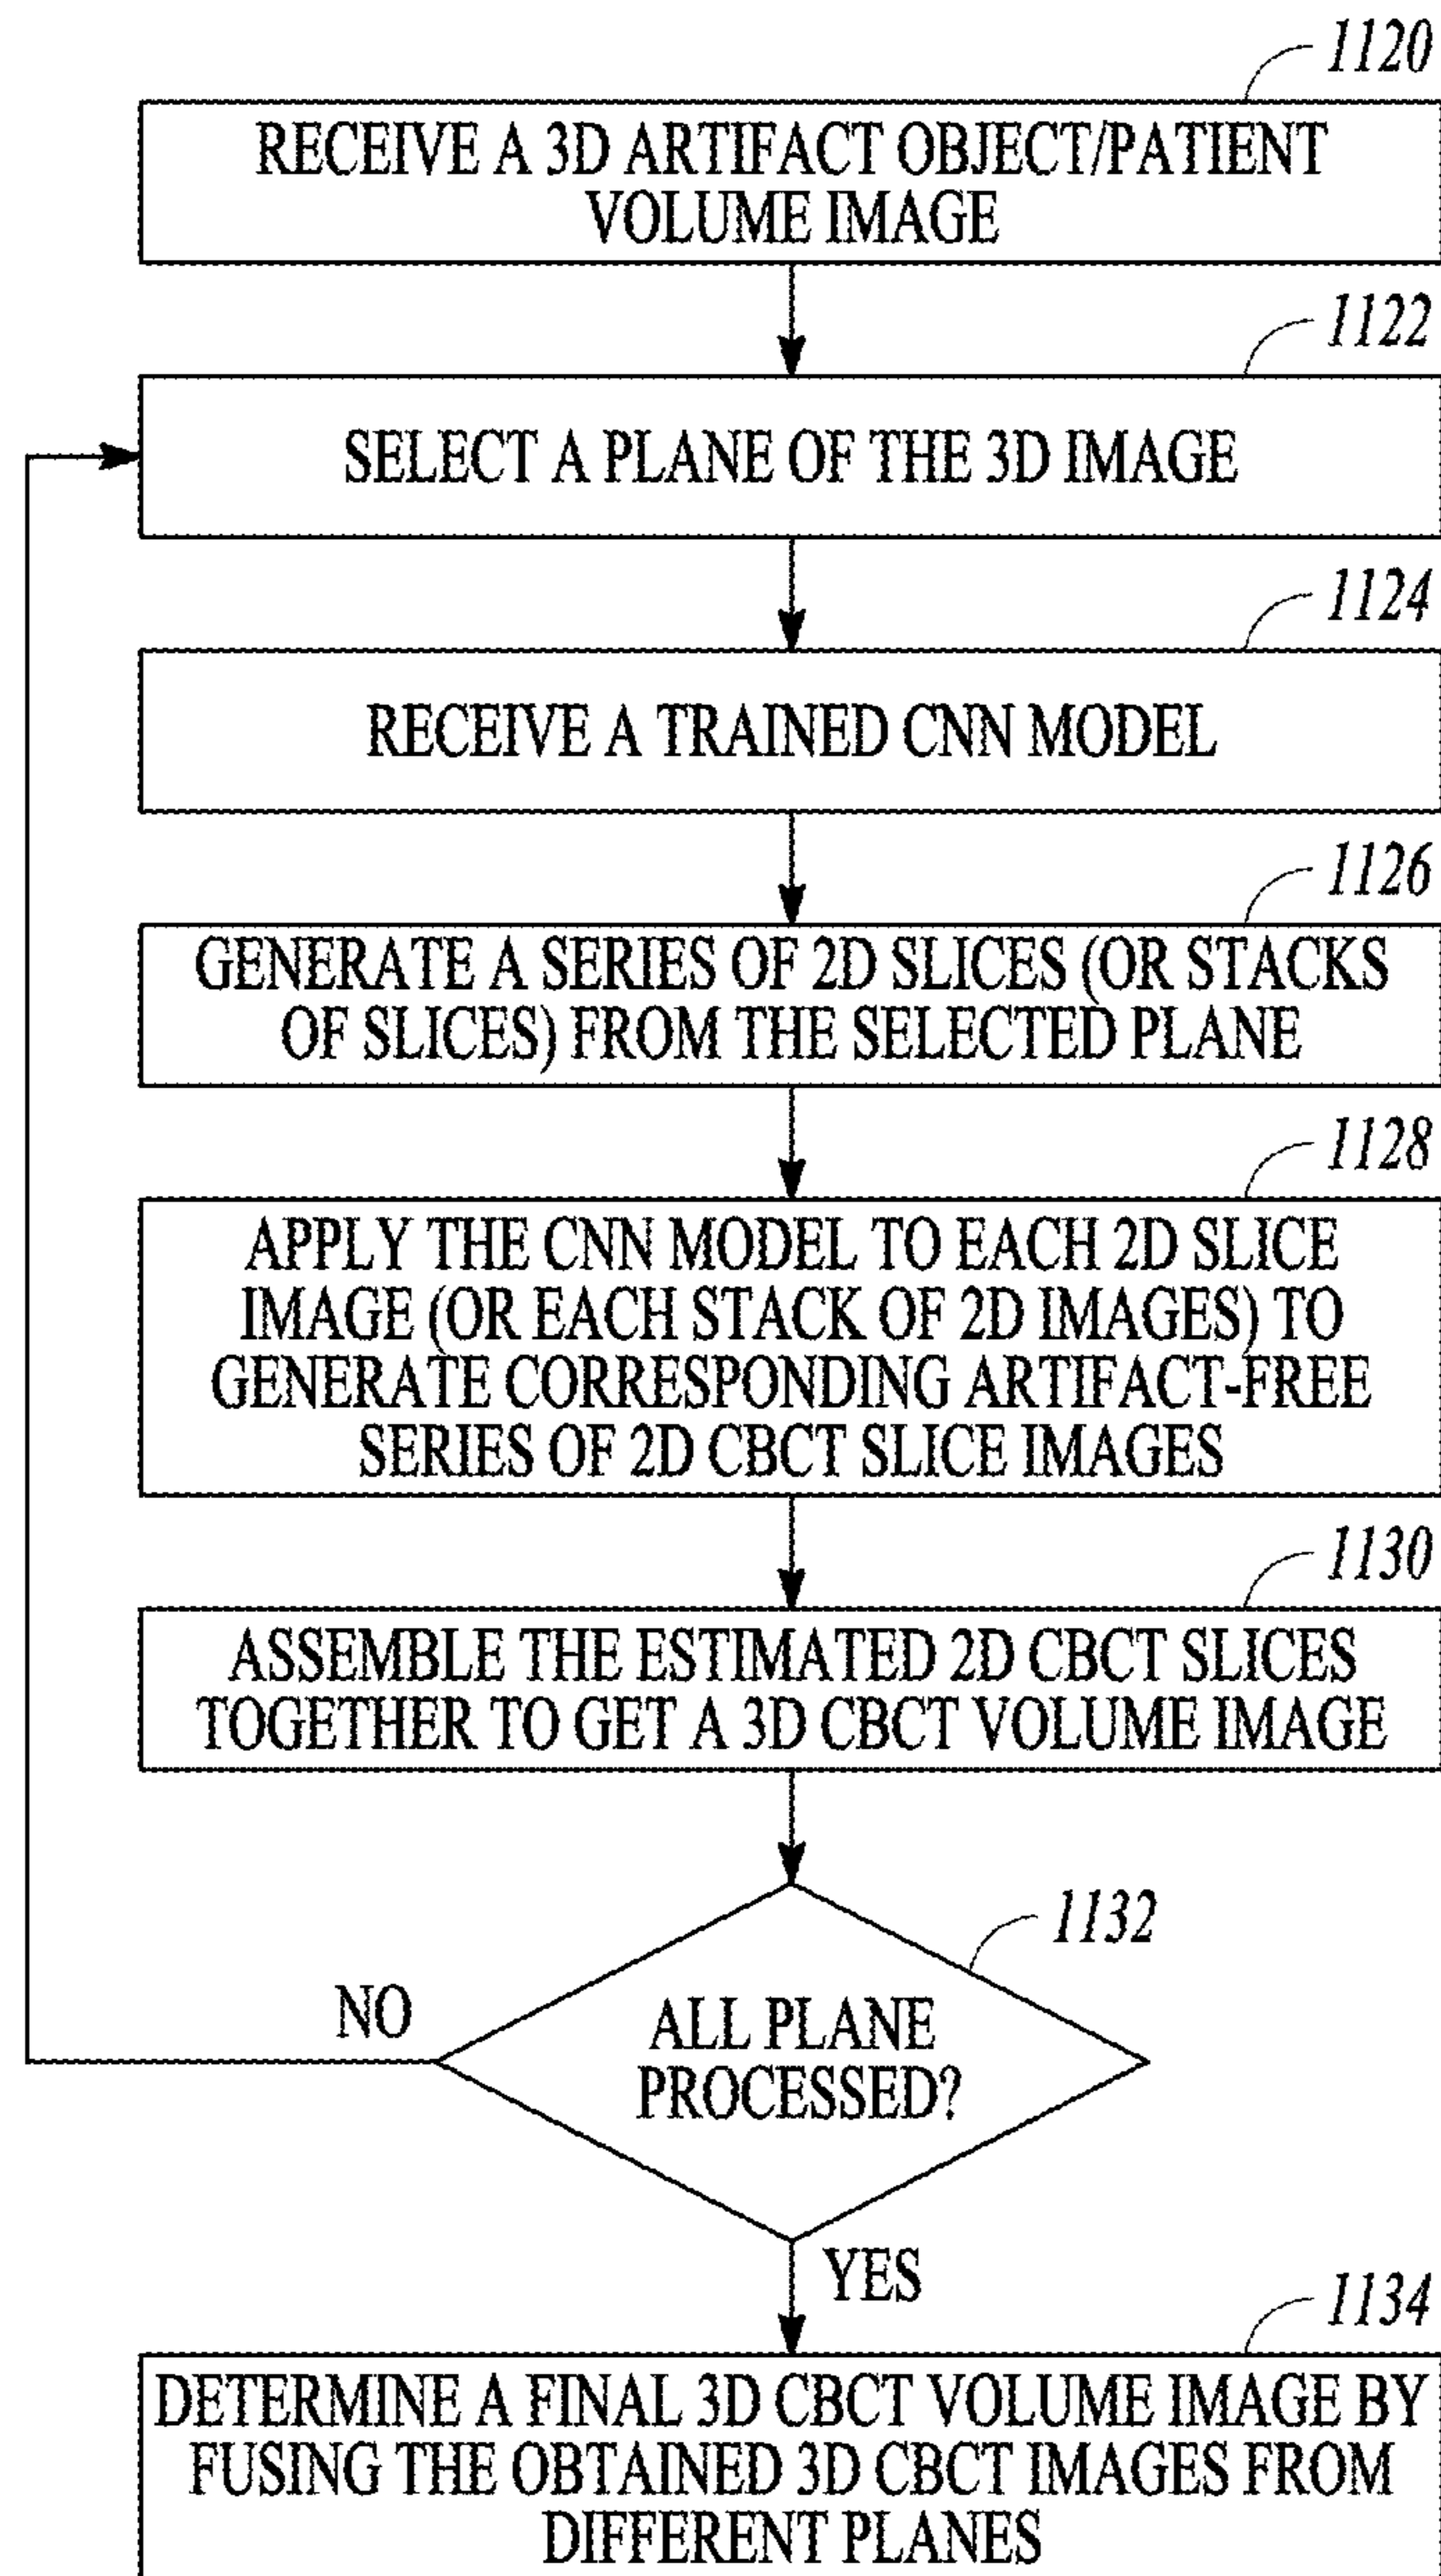 1120
RECEIVE A 3D ARTIFACT OBJECT/PATIENT
VOLUME IMAGE
1122
SELECT A PLANE OF THE 3D IMAGE
1124
RECEIVE A TRAINED CNN MODEL
1126
GENERATE A SERIES OF 2D SLICES (OR STACKS
OF SLICES) FROM THE SELECTED PLANE
1128
APPLY THE CNN MODEL TO EACH 2D SLICE
IMAGE (OR EACH STACK OF 2D IMAGES) TO
GENERATE CORRESPONDING ARTIFACT-FREE
SERIES OF 2D CBCT SLICE IMAGES
1130
ASSEMBLE THE ESTIMATED 2D CBCT SLICES
TOGETHER TO GET A 3D CBCT VOLUME IMAGE
1132
NO
ALL PLANE
PROCESSED?
YES
1134
DETERMINE A FINAL 3D CBCT VOLUME IMAGE BY
FUSING THE OBTAINED 3D CBCT IMAGES FROM
DIFFERENT PLANES